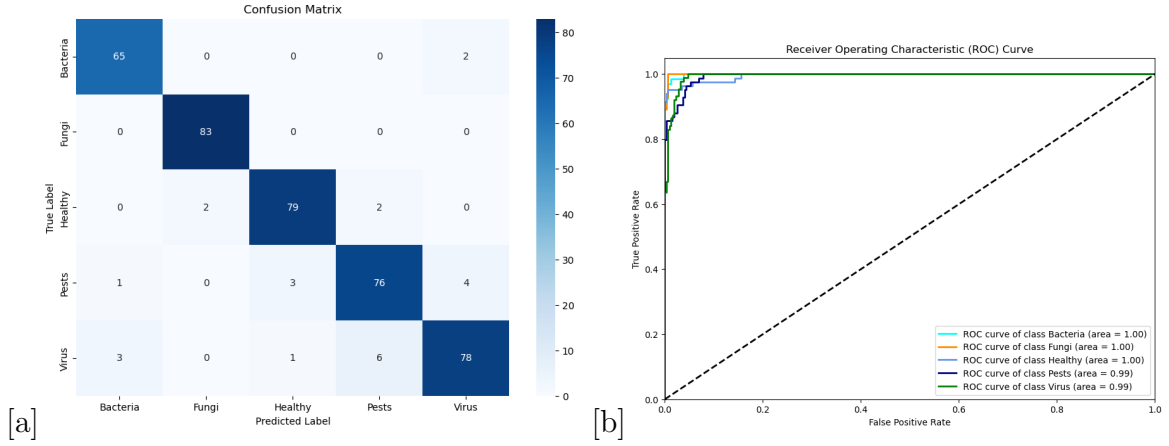 Confusion Matrix
True Label
Bacteria
Fungi
Healthy
Pests
Virus
65 0 0 0 2
0 83 0 0 0
0 2 79 2 0
1 0 3 76 4
3 0 1 6 78
Bacteria Fungi Healthy Pests Virus
Predicted Label
80
70
60
50
40
30
20
10
0
[a]
Receiver Operating Characteristic (ROC) Curve
True Positive Rate
1.0
0.8
0.6
0.4
0.2
0.0
ROC curve of class Bacteria (area = 1.00)
ROC curve of class Fungi (area = 1.00)
ROC curve of class Healthy (area = 1.00)
ROC curve of class Pests (area = 0.99)
ROC curve of class Virus (area = 0.99)
0.0 0.2 0.4 0.6 0.8 1.0
False Positive Rate
[b]